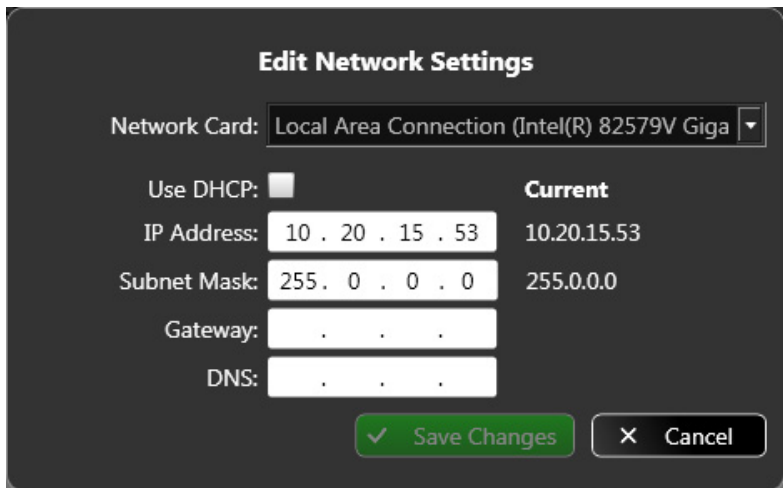 Edit Network Settings
Network Card: Local Area Connection (Intel(R) 82579V Giga
Use DHCP: Current
IP Address: 10 . 20 . 15 . 53 10.20.15.53
Subnet Mask: 255 . 0 . 0 . 0 255.0.0.0
Gateway: . . .
DNS: . . .
Save Changes Cancel